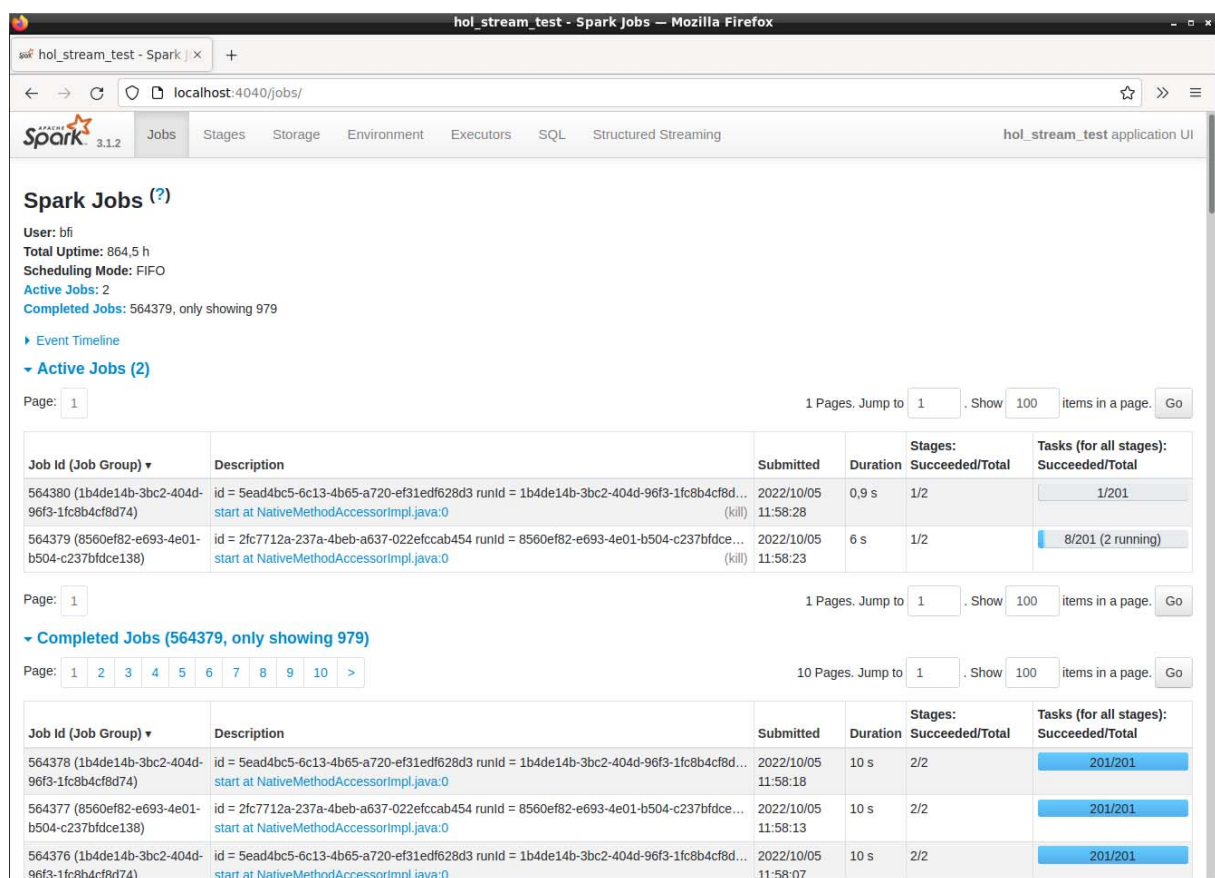 hol_stream_test - Spark Jobs — Mozilla Firefox
hol_stream_test - Spark J
localhost:4040/jobs/
APACHE Spark 3.1.2 Jobs Stages Storage Environment Executors SQL Structured Streaming hol_stream_test application UI
Spark Jobs (?)
User: bfi
Total Uptime: 864,5 h
Scheduling Mode: FIFO
Active Jobs: 2
Completed Jobs: 564379, only showing 979
Event Timeline
Active Jobs (2)
Page: 1 1 Pages. Jump to 1 . Show 100 items in a page. Go
Stages: Tasks (for all stages):
Job Id (Job Group) ▾ Description Submitted Duration Succeeded/Total Succeeded/Total
564380 (1b4de14b-3bc2-404d- id = 5ead4bc5-6c13-4b65-a720-ef31edf628d3 runId = 1b4de14b-3bc2-404d-96f3-1fc8b4cf8d... 2022/10/05 0,9 s 1/2 1/201
96f3-1fc8b4cf8d74) start at NativeMethodAccessorImpl.java:0 (kill) 11:58:28
564379 (8560ef82-e693-4e01- id = 2fc7712a-237a-4beb-a637-022efccab454 runId = 8560ef82-e693-4e01-b504-c237bfdce... 2022/10/05 6 s 1/2 8/201 (2 running)
b504-c237bfdce138) start at NativeMethodAccessorImpl.java:0 (kill) 11:58:23
Page: 1 1 Pages. Jump to 1 . Show 100 items in a page. Go
Completed Jobs (564379, only showing 979)
Page: 1 2 3 4 5 6 7 8 9 10 > 10 Pages. Jump to 1 . Show 100 items in a page. Go
Stages: Tasks (for all stages):
Job Id (Job Group) ▾ Description Submitted Duration Succeeded/Total Succeeded/Total
564378 (1b4de14b-3bc2-404d- id = 5ead4bc5-6c13-4b65-a720-ef31edf628d3 runId = 1b4de14b-3bc2-404d-96f3-1fc8b4cf8d... 2022/10/05 10 s 2/2 201/201
96f3-1fc8b4cf8d74) start at NativeMethodAccessorImpl.java:0 11:58:18
564377 (8560ef82-e693-4e01- id = 2fc7712a-237a-4beb-a637-022efccab454 runId = 8560ef82-e693-4e01-b504-c237bfdce... 2022/10/05 10 s 2/2 201/201
b504-c237bfdce138) start at NativeMethodAccessorImpl.java:0 11:58:13
564376 (1b4de14b-3bc2-404d- id = 5ead4bc5-6c13-4b65-a720-ef31edf628d3 runId = 1b4de14b-3bc2-404d-96f3-1fc8b4cf8d... 2022/10/05 10 s 2/2 201/201
96f3-1fc8b4cf8d74) start at NativeMethodAccessorImpl.java:0 11:58:07